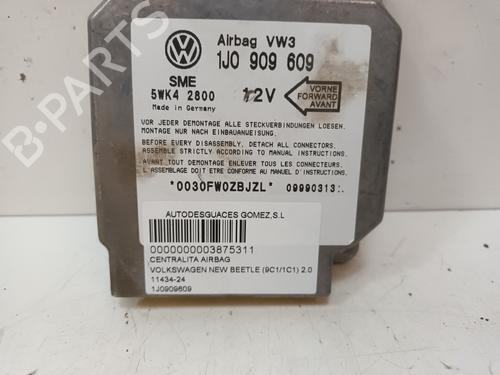 Airbag VW3
1J0 909 609
SME
5WK4 2800
12V
VORNE
FORWARD
AVANT
Made in Germany
VOR JEDER DEMONTAGE ALLE STECKVERBINDUNGEN LOESEN.
MONTAGE NUR NACH EINBAUANWEISUNG.
BEFORE EVERY DISASSEMBLY, DETACH ALL CONNECTORS.
ASSEMBLE STRICTLY ACCORDING TO MANUAL INSTRUCTIONS.
AVANT TOUT DEMONTAGE ENLEVER TOUS LES CONNECTEURS.
L'ASSEMBLAGE DOIT ETRE CONFORME AU MANUEL D'INSTRUCTIONS
*0030FW0ZBJZL* 09990313:.
AUTODESGUACES GOMEZ,S.L
0000000003875311
CENTRALITA AIRBAG
VOLKSWAGEN NEW BEETLE (9C1/1C1) 2.0
11434-24
1J0909609
B-PARTS